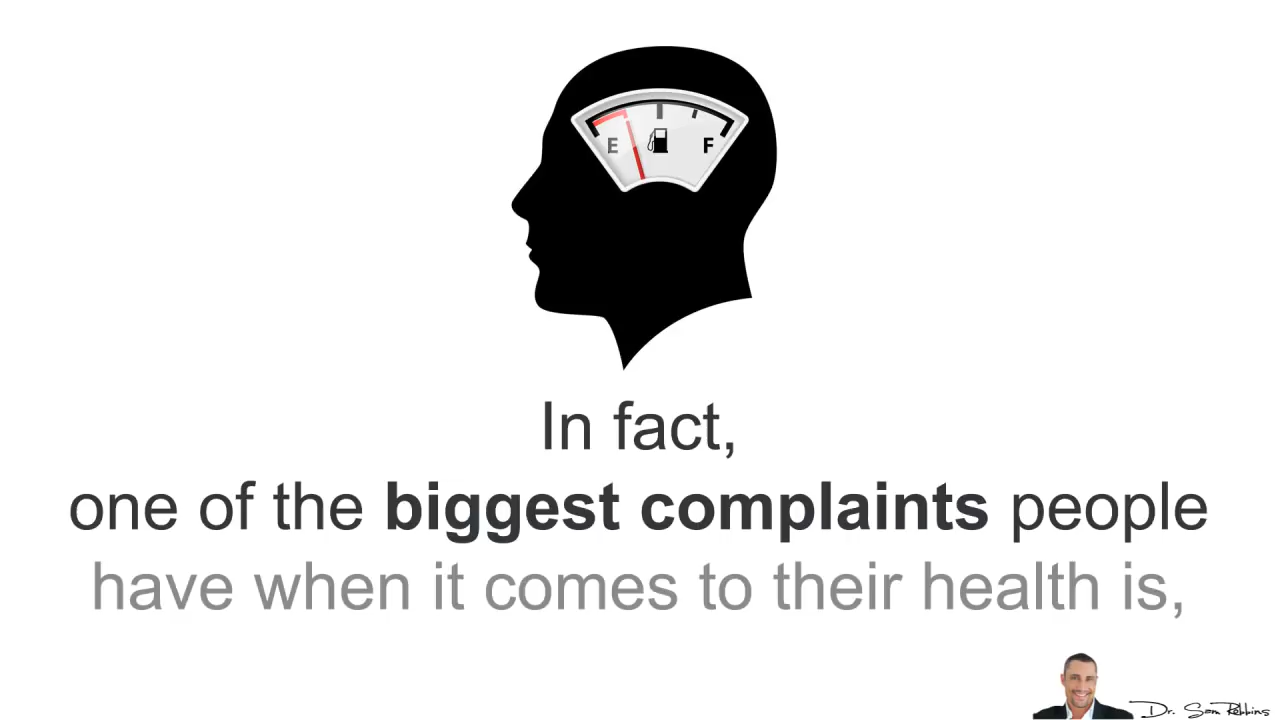 E F
In fact,
one of the biggest complaints people
have when it comes to their health is,
Dr. Sam Robbins